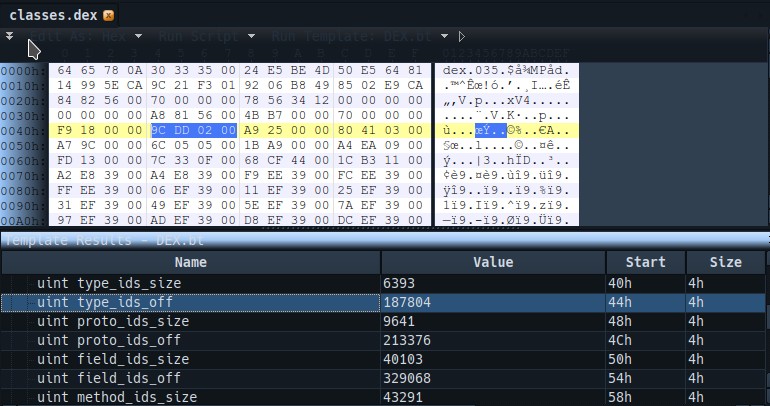 classes.dex
Edit As: Hex Run Script Run Template: DEX.bt
0 1 2 3 4 5 6 7 8 9 A B C D E F 0123456789ABCDEF
0000h: 64 65 78 0A 30 33 35 00 24 E5 BE 4D 50 E5 64 81 dex.035.$å¾MPåd.
0010h: 14 99 5E CA 9C 21 F3 01 92 06 B8 49 85 02 E9 CA .™^Êœ!ó.’.¸I….éÊ
0020h: 84 82 56 00 70 00 00 00 78 56 34 12 00 00 00 00 „‚V.p...xV4.....
0030h: 00 00 00 00 A8 81 56 00 4B B7 00 00 70 00 00 00 ....¨.V.K·..p...
0040h: F9 18 00 00 9C DD 02 00 A9 25 00 00 80 41 03 00 ù...œÝ..©%..€A..
0050h: A7 9C 00 00 6C 05 05 00 1B A9 00 00 A4 EA 09 00 §œ..l....©..¤ê..
0060h: FD 13 00 00 7C 33 0F 00 68 CF 44 00 1C B3 11 00 ý...|3..hÏD..³..
0070h: A2 E8 39 00 A4 E8 39 00 F9 EE 39 00 FC EE 39 00 ¢è9.¤è9.ùî9.üî9.
0080h: FF EE 39 00 06 EF 39 00 11 EF 39 00 25 EF 39 00 ÿî9..ï9..ï9.%ï9.
0090h: 31 EF 39 00 49 EF 39 00 5E EF 39 00 7A EF 39 00 1ï9.Iï9.^ï9.zï9.
00A0h: 97 EF 39 00 AD EF 39 00 D8 EF 39 00 DC EF 39 00 —ï9.-ï9.Øï9.Üï9.
Template Results - DEX.bt
Name Value Start Size
uint type_ids_size 6393 40h 4h
uint type_ids_off 187804 44h 4h
uint proto_ids_size 9641 48h 4h
uint proto_ids_off 213376 4Ch 4h
uint field_ids_size 40103 50h 4h
uint field_ids_off 329068 54h 4h
uint method_ids_size 43291 58h 4h